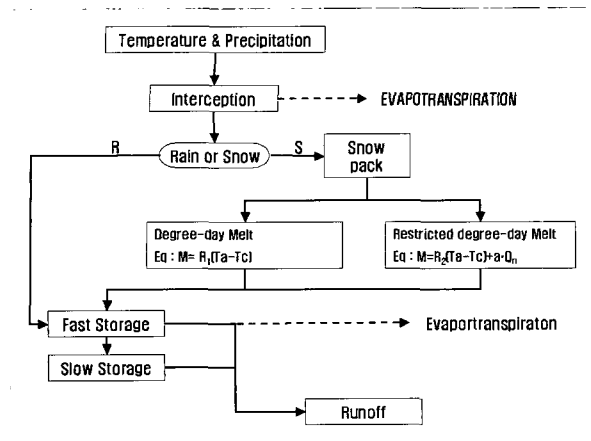 Temperature & Precipitation
Interception
EVAPOTRANSPIRATION
R
Rain or Snow
S
Snow
pack
Degree-day Melt
Eq : M= R₁(Ta-Tc)
Restricted degree-day Melt
Eq : M=R₂(Ta-Tc)+a·Qₙ
Fast Storage
Evaportranspiraton
Slow Storage
Runoff